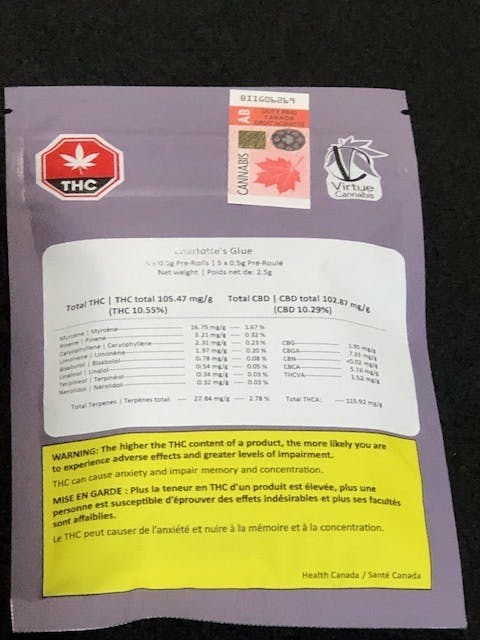 BIIG06269
AB
DUTY PAID
CANADA
DROIT ACQUITTÉ
CANNABIS
THC
Virtue
Cannabis
Charlotte's Glue
5 x 0.5g Pre-Rolls | 5 x 0.5g Pré-Roulé
Net weight | Poids net de: 2.5g
Total THC | THC total 105.47 mg/g Total CBD | CBD total 102.87 mg/g
(THC 10.55%) (CBD 10.29%)
Myrcene | Myrcène 16.75 mg/g 1.67 %
Pinene | Pinene 3.21 mg/g 0.32 %
Caryophyllene | Caryophyllène 2.31 mg/g 0.23 %
Limonene | Limonène 1.97 mg/g 0.20 %
Bisabolol | Bisabolol 0.78 mg/g 0.08 %
Linalool | Linalol 0.54 mg/g 0.05 %
Terpineol | Terpinéol 0.34 mg/g 0.03 %
Nerolidol | Nérolidol 0.32 mg/g 0.03 %
CBG 1.95 mg/g
CBGA 7.33 mg/g
CBN <0.02 mg/g
CBCA 5.76 mg/g
THCVA 1.52 mg/g
Total Terpenes | Terpènes total: 27.84 mg/g 2.78 % Total THCA: 115.92 mg/g
WARNING: The higher the THC content of a product, the more likely you are
to experience adverse effects and greater levels of impairment.
THC can cause anxiety and impair memory and concentration.
MISE EN GARDE : Plus la teneur en THC d'un produit est élevée, plus une
personne est susceptible d'éprouver des effets indésirables et plus ses facultés
sont affaiblies.
Le THC peut causer de l'anxiété et nuire à la mémoire et à la concentration.
Health Canada / Santé Canada